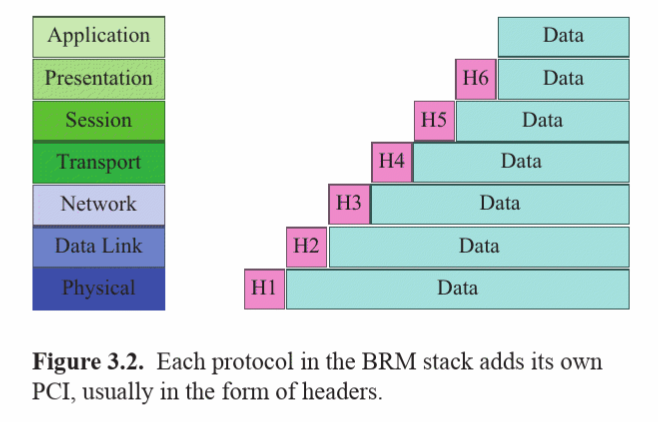 Application Data
Presentation H6 Data
Session H5 Data
Transport H4 Data
Network H3 Data
Data Link H2 Data
Physical H1 Data
Figure 3.2. Each protocol in the BRM stack adds its own
PCI, usually in the form of headers.